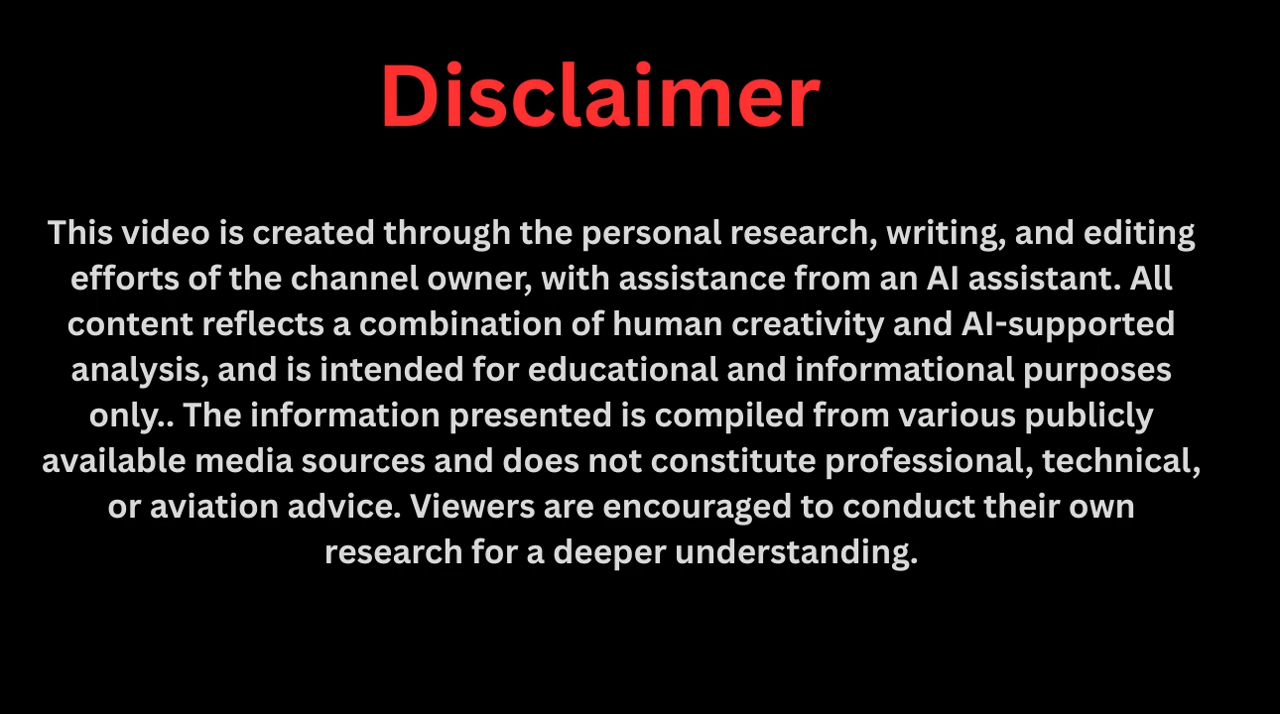 Disclaimer
This video is created through the personal research, writing, and editing
efforts of the channel owner, with assistance from an AI assistant. All
content reflects a combination of human creativity and AI-supported
analysis, and is intended for educational and informational purposes
only.. The information presented is compiled from various publicly
available media sources and does not constitute professional, technical,
or aviation advice. Viewers are encouraged to conduct their own
research for a deeper understanding.